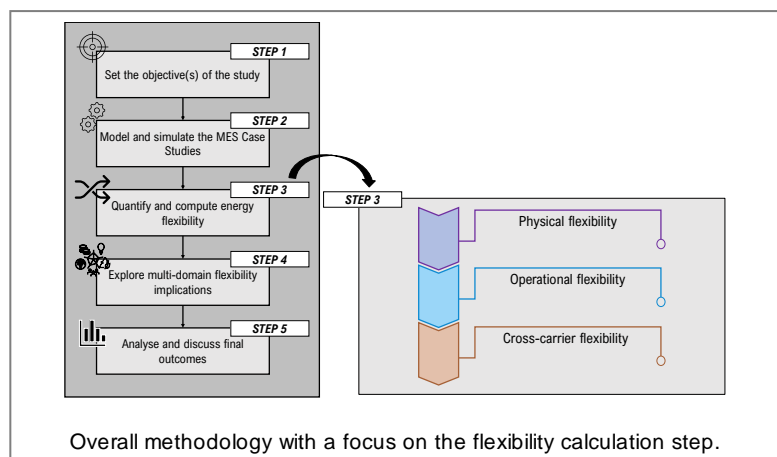 STEP 1
Set the objective(s) of the study
STEP 2
Model and simulate the MES Case
Studies
STEP 3
Quantify and compute energy
flexibility
STEP 4
Explore multi-domain flexibility
implications
STEP 5
Analyse and discuss final
outcomes
STEP 3
Physical flexibility
Operational flexibility
Cross-carrier flexibility
Overall methodology with a focus on the flexibility calculation step.